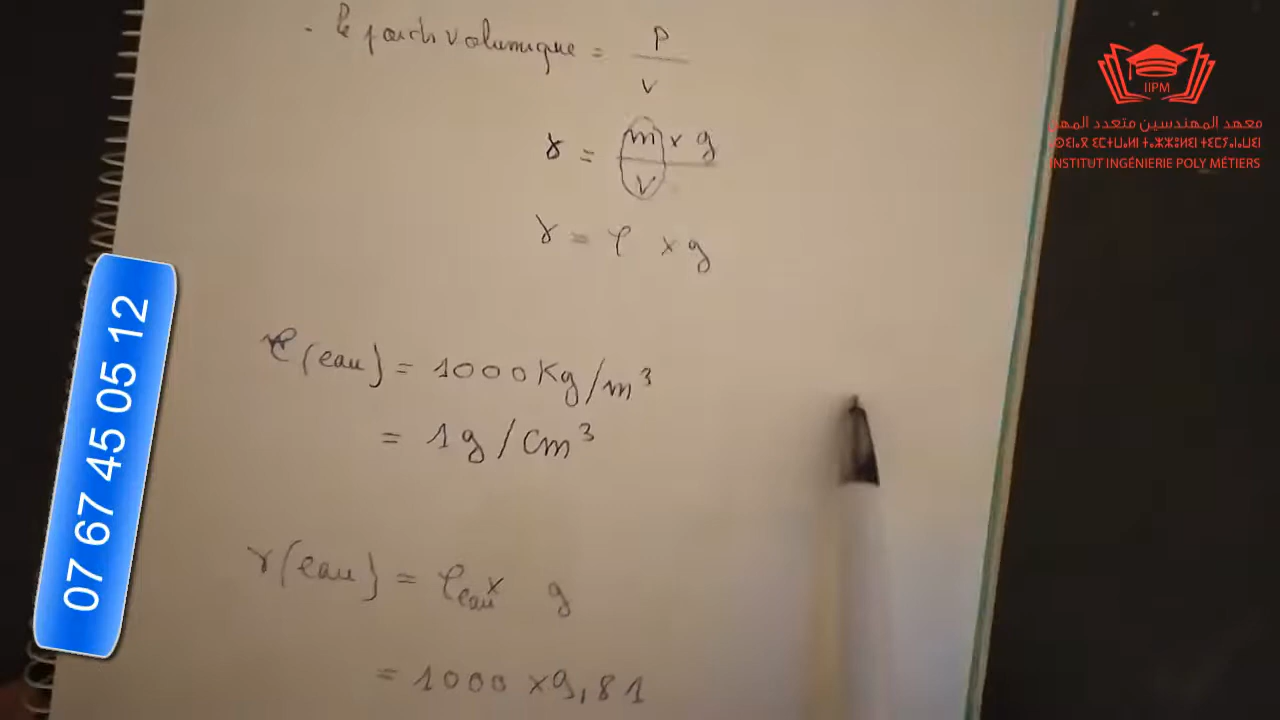 - le poids volumique = P / V
γ = m × g / V
γ = ρ × g
ρ(eau) = 1000 Kg/m³
= 1 g/cm³
γ(eau) = ρeau × g
= 1000 × 9,81
07 67 45 05 12
IIPM
معهد المهندسين متعدد المهن
INSTITUT INGÉNIERIE POLY MÉTIERS